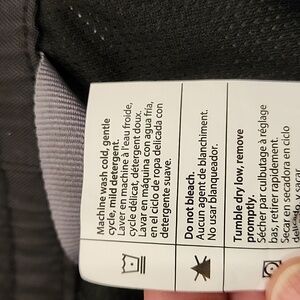 Machine wash cold, gentle
cycle, mild detergent.
Laver en machine à l'eau froide,
cycle délicat, détergent doux.
Lavar en máquina con agua fría,
en el ciclo de ropa delicada con
detergente suave.
Do not bleach.
Aucun agent de blanchiment.
No usar blanqueador.
Tumble dry low, remove
promptly.
Sécher par culbutage à réglage
bas, retirer rapidement.
Secar en secadora en ciclo
y sacar